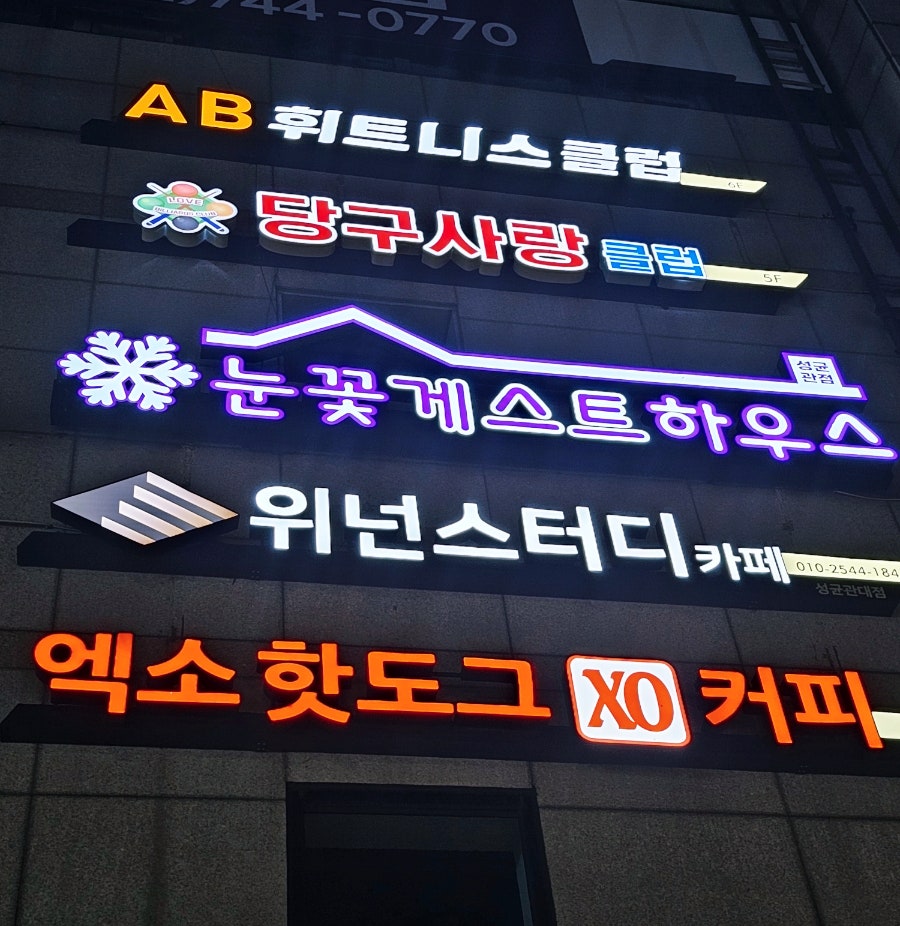 744-0770
AB 휘트니스클럽 6F
LOVE
BILLIARDS CLUB
당구사랑 클럽 5F
성균
관점
눈꽃게스트하우스
위넌스터디 카페 010-2544-184
성균관대점
엑소핫도그 XO 커피